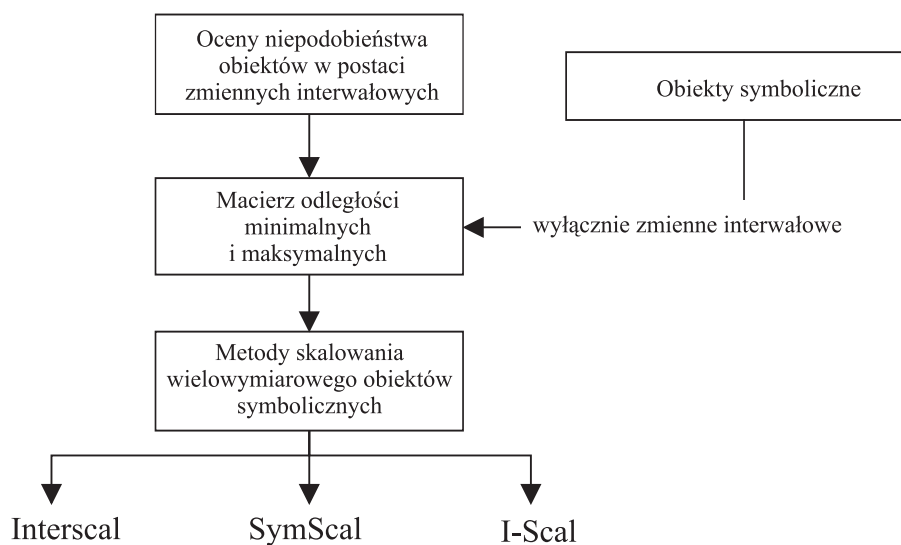 Oceny niepodobieństwa
obiektów w postaci
zmiennych interwałowych
Obiekty symboliczne
Macierz odległości
minimalnych
i maksymalnych
wyłącznie zmienne interwałowe
Metody skalowania
wielowymiarowego obiektów
symbolicznych
Interscal
SymScal
I-Scal